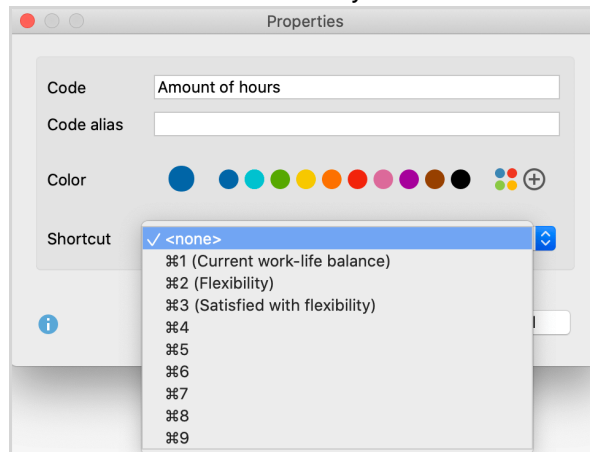 Properties
Code
Amount of hours
Code alias
Color
Shortcut
✓ <none>
⌘1 (Current work-life balance)
⌘2 (Flexibility)
⌘3 (Satisfied with flexibility)
⌘4
⌘5
⌘6
⌘7
⌘8
⌘9